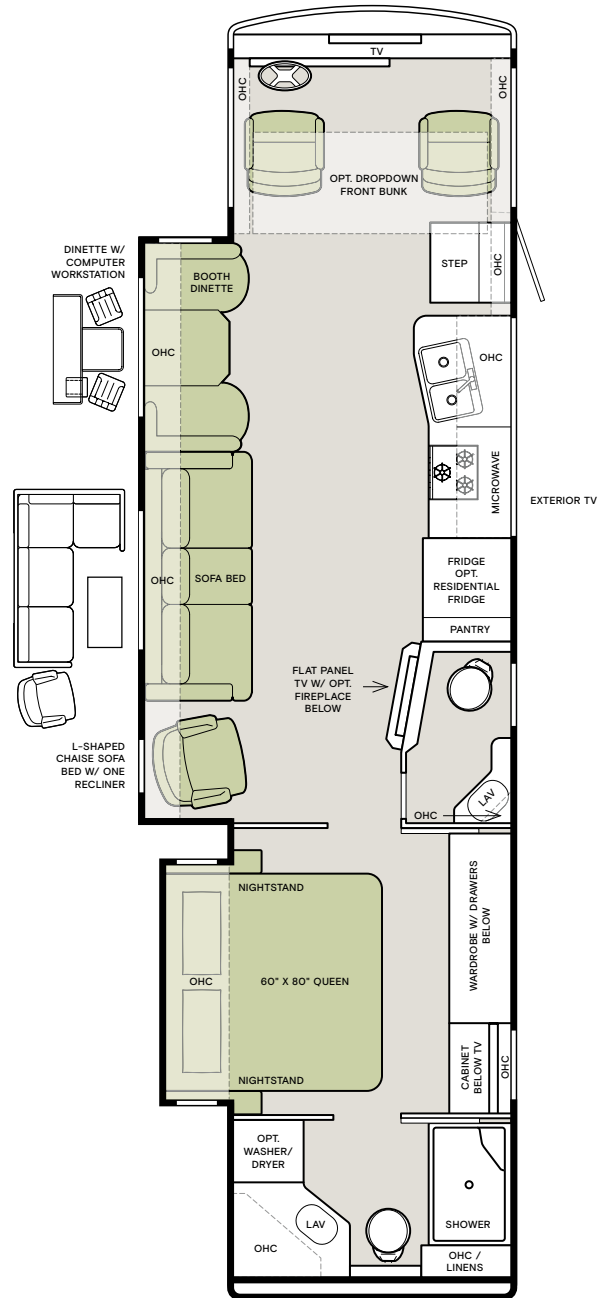 TV
OHC
OHC
OPT. DROPDOWN
FRONT BUNK
DINETTE W/
COMPUTER
WORKSTATION
BOOTH
DINETTE
STEP
OHC
OHC
OHC
MICROWAVE
EXTERIOR TV
OHC
SOFA BED
FRIDGE
OPT.
RESIDENTIAL
FRIDGE
PANTRY
FLAT PANEL
TV W/ OPT.
FIREPLACE
BELOW
L-SHAPED
CHAISE SOFA
BED W/ ONE
RECLINER
LAV
OHC
NIGHTSTAND
WARDROBE W/ DRAWERS
BELOW
OHC
60" X 80" QUEEN
NIGHTSTAND
CABINET
BELOW TV
OHC
OPT.
WASHER/
DRYER
LAV
OHC
SHOWER
OHC /
LINENS